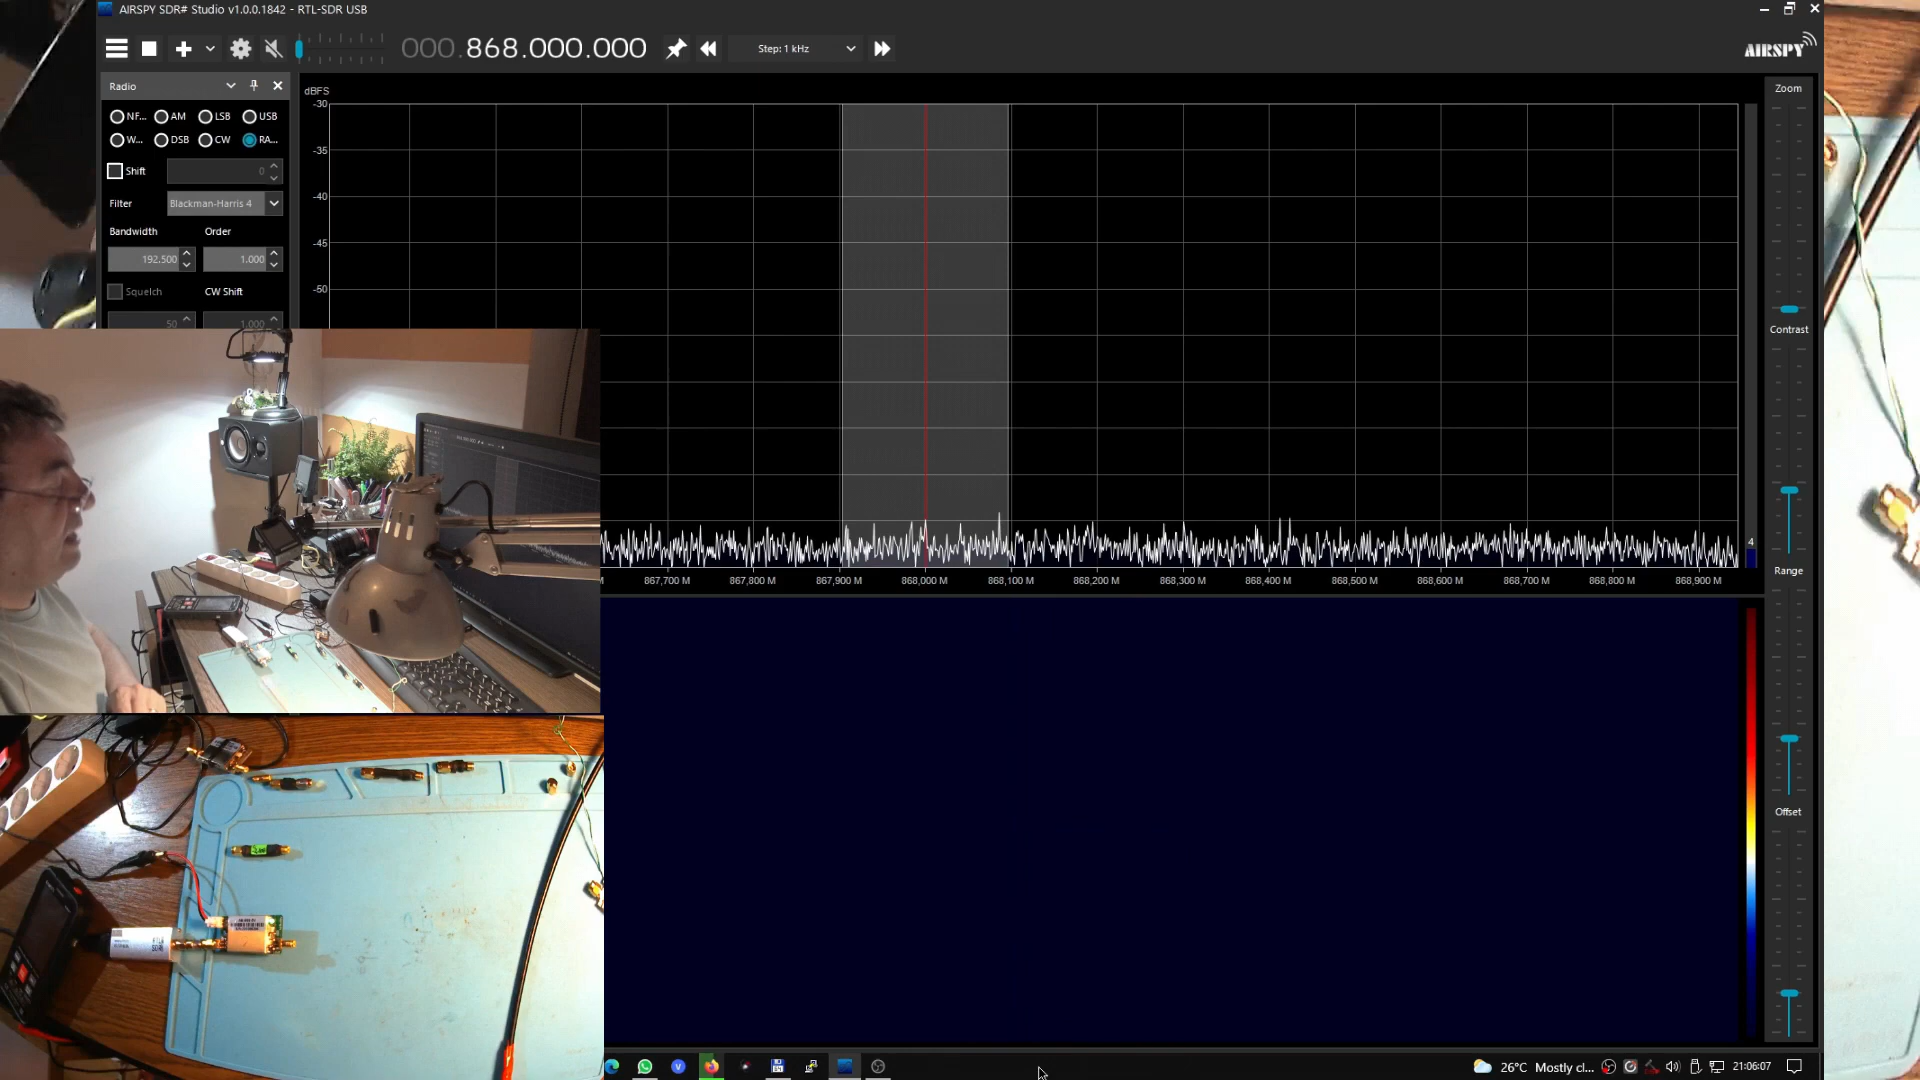 AIRSPY SDR# Studio v1.0.0.1842 - RTL-SDR USB
000.868.000.000
Step: 1 kHz
AIRSPY
Radio
NF... AM LSB USB
W... DSB CW RA...
Shift 0
Filter Blackman-Harris 4
Bandwidth Order
192.500 1.000
Squelch CW Shift
50 1.000
dBFS
-30
-35
-40
-45
-50
4
M 867,700 M 867,800 M 867,900 M 868,000 M 868,100 M 868,200 M 868,300 M 868,400 M 868,500 M 868,600 M 868,700 M 868,800 M 868,900 M
Zoom
Contrast
Range
Offset
26°C Mostly cl... 21:06:07